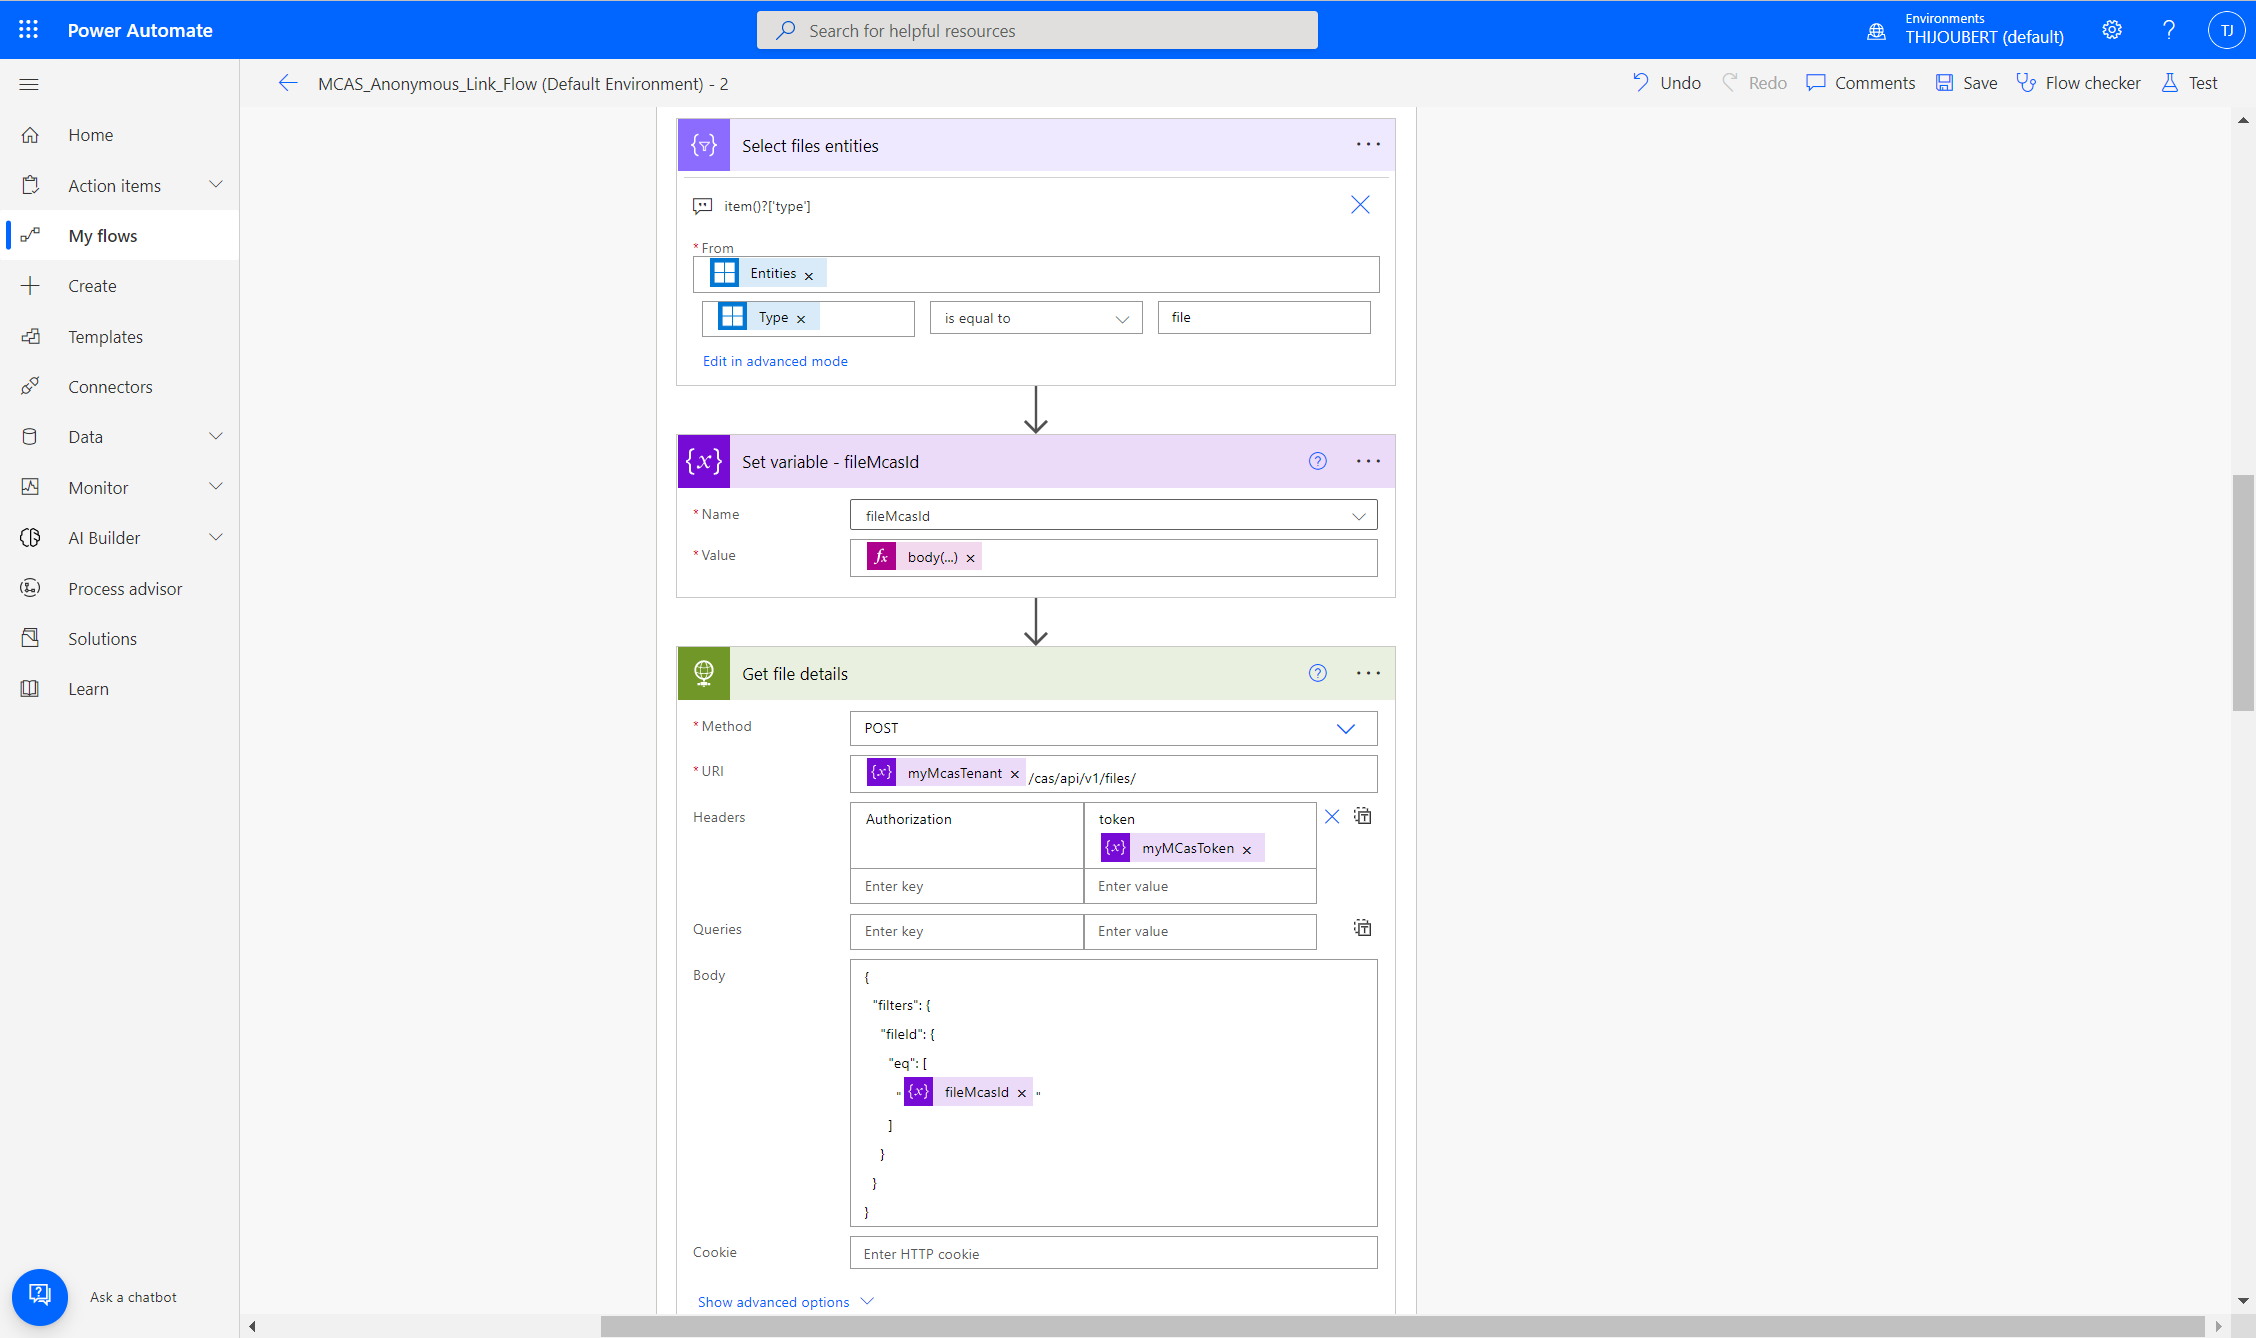 Power Automate
Search for helpful resources
Environments
THIJOUBERT (default)
?
TJ
MCAS_Anonymous_Link_Flow (Default Environment) - 2
Undo
Redo
Comments
Save
Flow checker
Test
Home
Action items
My flows
Create
Templates
Connectors
Data
Monitor
AI Builder
Process advisor
Solutions
Learn
Ask a chatbot
Select files entities
item()?['type']
* From
Entities ×
Type ×
is equal to
file
Edit in advanced mode
{x} Set variable - fileMcasId
* Name
fileMcasId
* Value
fx body(...) ×
Get file details
* Method
POST
* URI
{x} myMcasTenant × /cas/api/v1/files/
Headers
Authorization
token
{x} myMCasToken ×
Enter key
Enter value
Queries
Enter key
Enter value
Body
{
"filters": {
"fileId": {
"eq": [
" {x} fileMcasId × "
]
}
}
}
Cookie
Enter HTTP cookie
Show advanced options